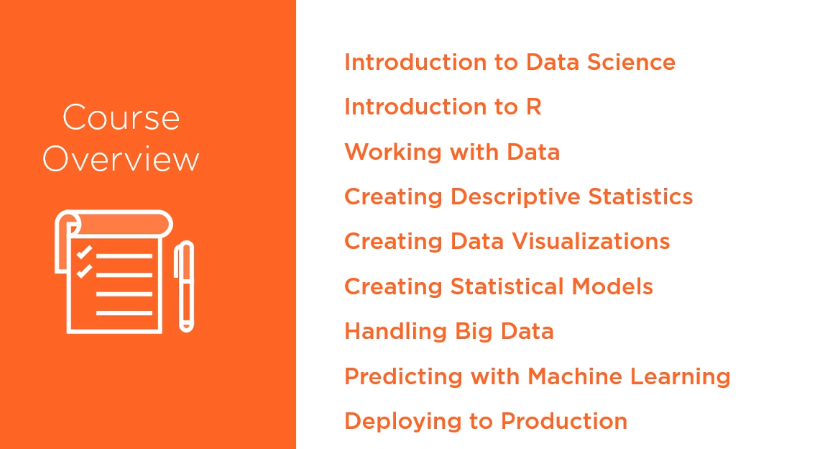 Course
Overview
Introduction to Data Science
Introduction to R
Working with Data
Creating Descriptive Statistics
Creating Data Visualizations
Creating Statistical Models
Handling Big Data
Predicting with Machine Learning
Deploying to Production